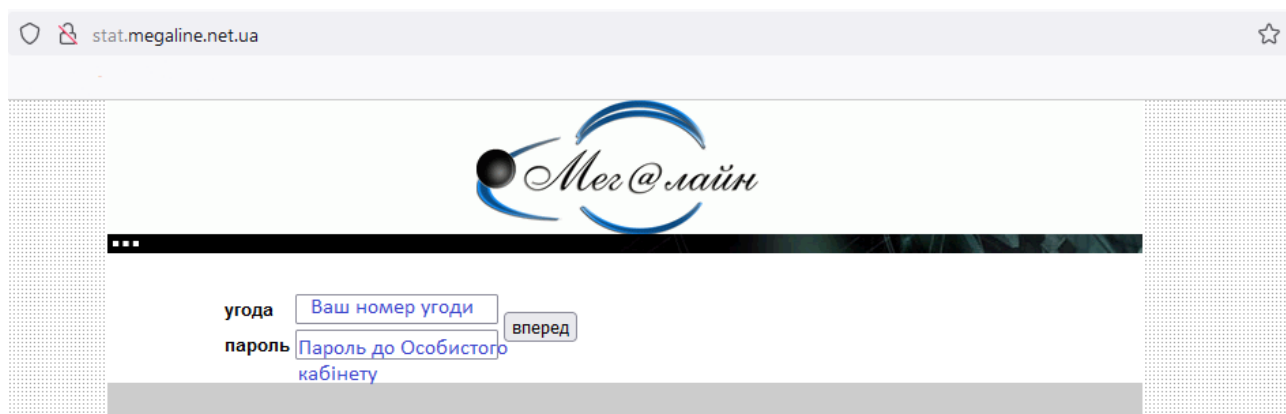 stat.megaline.net.ua
Мег@лайн
угода Ваш номер угоди
вперед
пароль Пароль до Особистого
кабінету